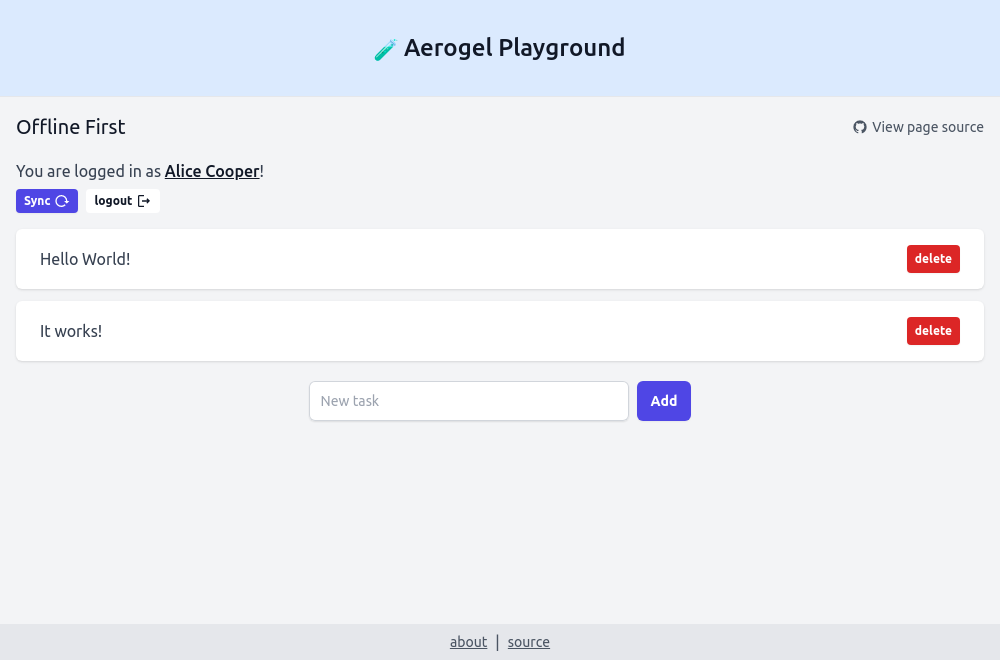 Aerogel Playground
Offline First
View page source
You are logged in as Alice Cooper!
Sync
logout
Hello World!
delete
It works!
delete
New task
Add
about | source